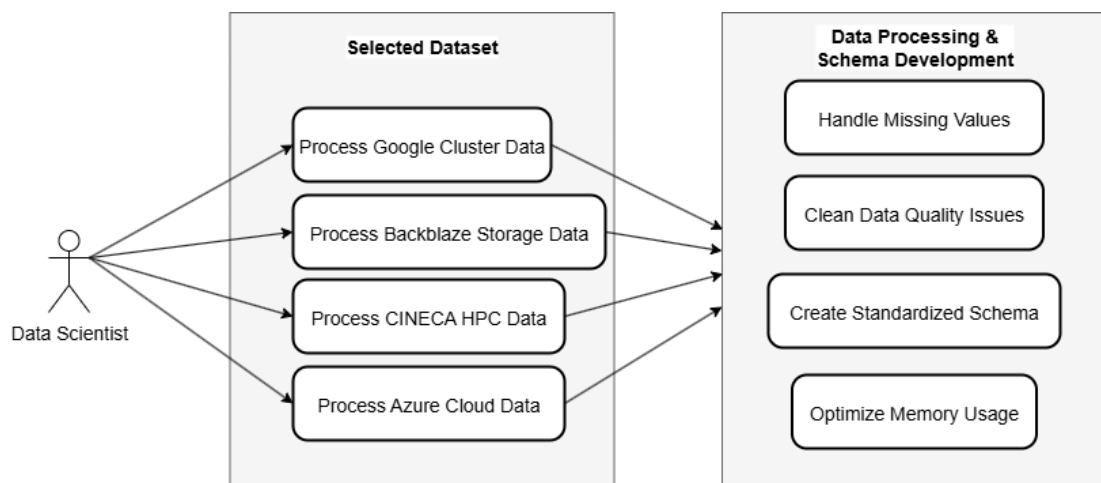 Selected Dataset
Process Google Cluster Data
Process Backblaze Storage Data
Process CINECA HPC Data
Process Azure Cloud Data
Data Scientist
Data Processing &
Schema Development
Handle Missing Values
Clean Data Quality Issues
Create Standardized Schema
Optimize Memory Usage